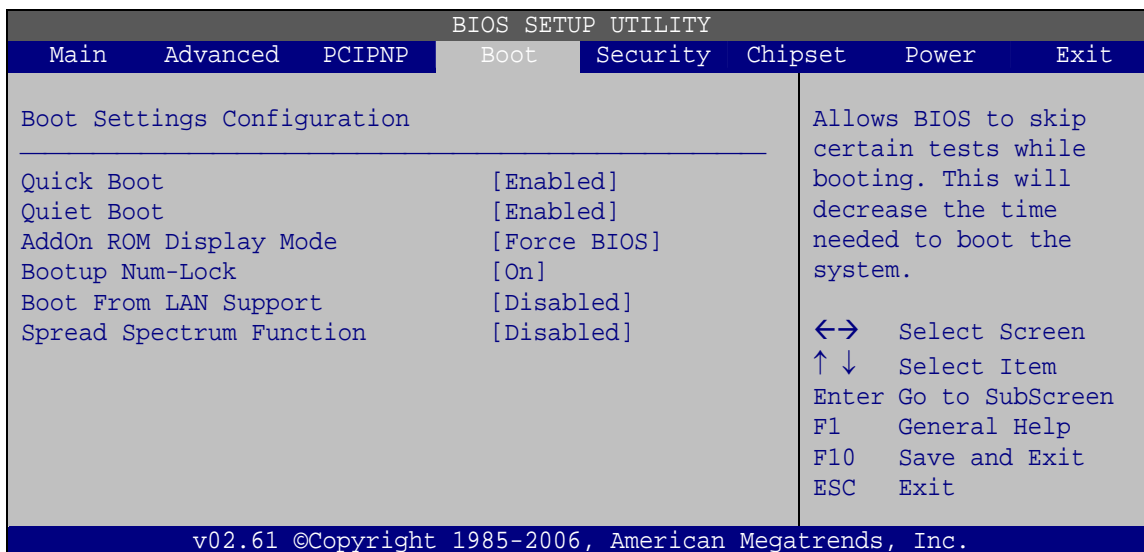 BIOS SETUP UTILITY
Main Advanced PCIPNP Boot Security Chipset Power Exit
Boot Settings Configuration
Quick Boot [Enabled]
Quiet Boot [Enabled]
AddOn ROM Display Mode [Force BIOS]
Bootup Num-Lock [On]
Boot From LAN Support [Disabled]
Spread Spectrum Function [Disabled]
Allows BIOS to skip
certain tests while
booting. This will
decrease the time
needed to boot the
system.
←→ Select Screen
↑ ↓ Select Item
Enter Go to SubScreen
F1 General Help
F10 Save and Exit
ESC Exit
v02.61 ©Copyright 1985-2006, American Megatrends, Inc.